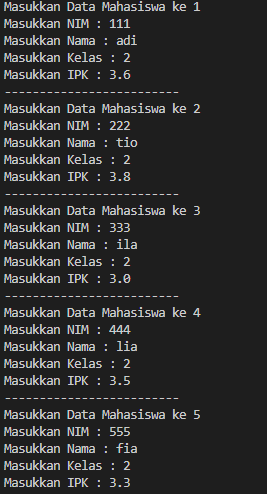 Masukkan Data Mahasiswa ke 1
Masukkan NIM : 111
Masukkan Nama : adi
Masukkan Kelas : 2
Masukkan IPK : 3.6
-------------------------
Masukkan Data Mahasiswa ke 2
Masukkan NIM : 222
Masukkan Nama : tio
Masukkan Kelas : 2
Masukkan IPK : 3.8
-------------------------
Masukkan Data Mahasiswa ke 3
Masukkan NIM : 333
Masukkan Nama : ila
Masukkan Kelas : 2
Masukkan IPK : 3.0
-------------------------
Masukkan Data Mahasiswa ke 4
Masukkan NIM : 444
Masukkan Nama : lia
Masukkan Kelas : 2
Masukkan IPK : 3.5
-------------------------
Masukkan Data Mahasiswa ke 5
Masukkan NIM : 555
Masukkan Nama : fia
Masukkan Kelas : 2
Masukkan IPK : 3.3